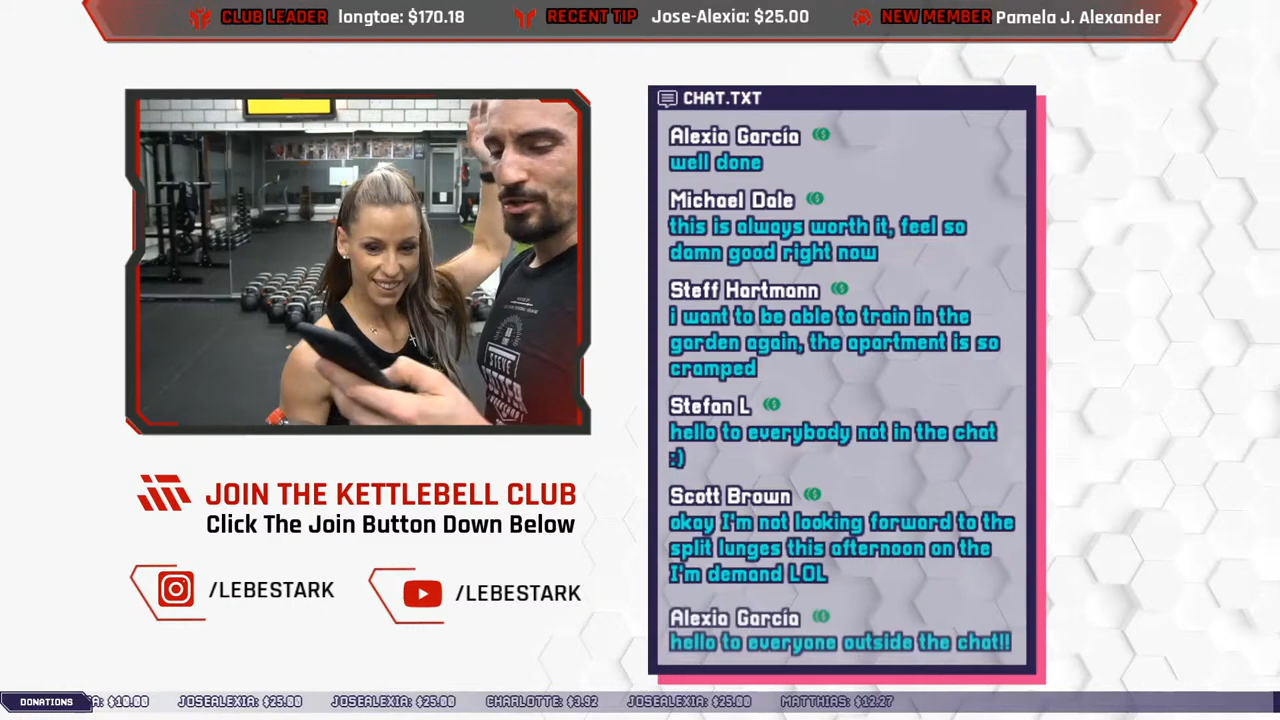 CLUB LEADER longtoe: $170.18 RECENT TIP Jose-Alexia: $25.00 NEW MEMBER Pamela J. Alexander
CHAT.TXT
Alexia García
well done
Michael Dale
this is always worth it, feel so
damn good right now
Steff Hartmann
i want to be able to train in the
garden again, the apartment is so
cramped
Stefan L
hello to everybody not in the chat
:)
Scott Brown
okay I'm not looking forward to the
split lunges this afternoon on the
I'm demand LOL
Alexia García
hello to everyone outside the chat!!
STEVE
JOIN THE KETTLEBELL CLUB
Click The Join Button Down Below
/LEBESTARK
/LEBESTARK
DONATIONS A: $10.00 JOSEALEXIA: $25.00 JOSEALEXIA: $25.00 CHARLOTTE: $3.92 JOSEALEXIA: $25.00 MATTHIAS: $12.27